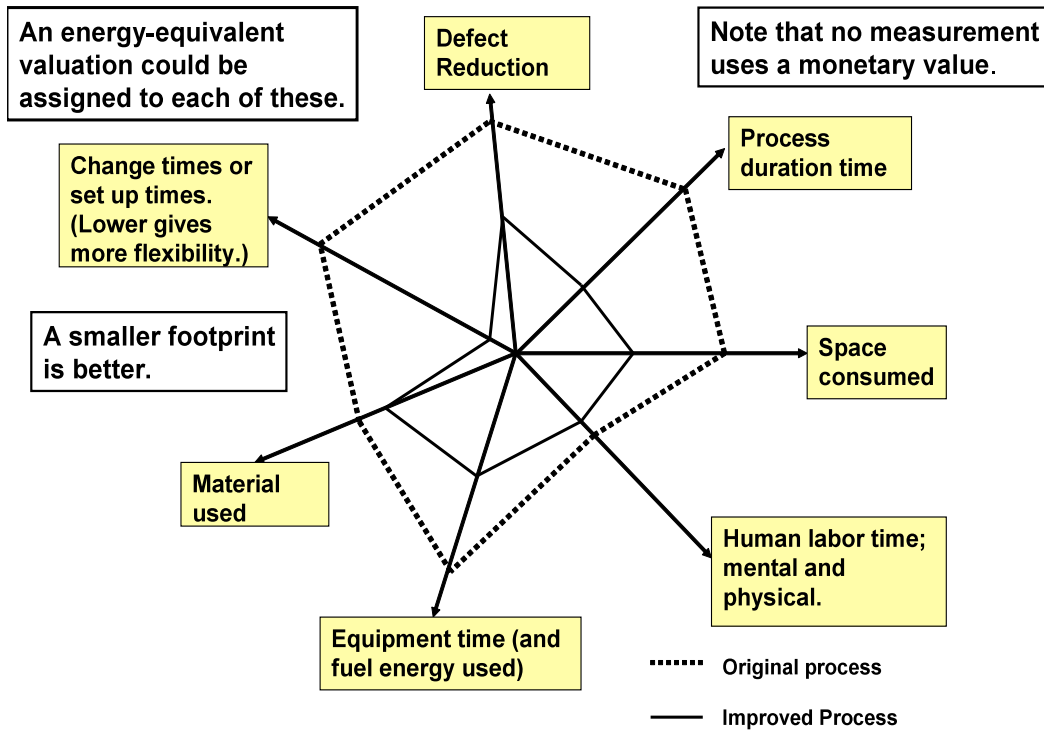 An energy-equivalent
valuation could be
assigned to each of these.
Defect
Reduction
Note that no measurement
uses a monetary value.
Process
duration time
Change times or
set up times.
(Lower gives
more flexibility.)
A smaller footprint
is better.
Space
consumed
Material
used
Human labor time;
mental and
physical.
Equipment time (and
fuel energy used)
Original process
Improved Process